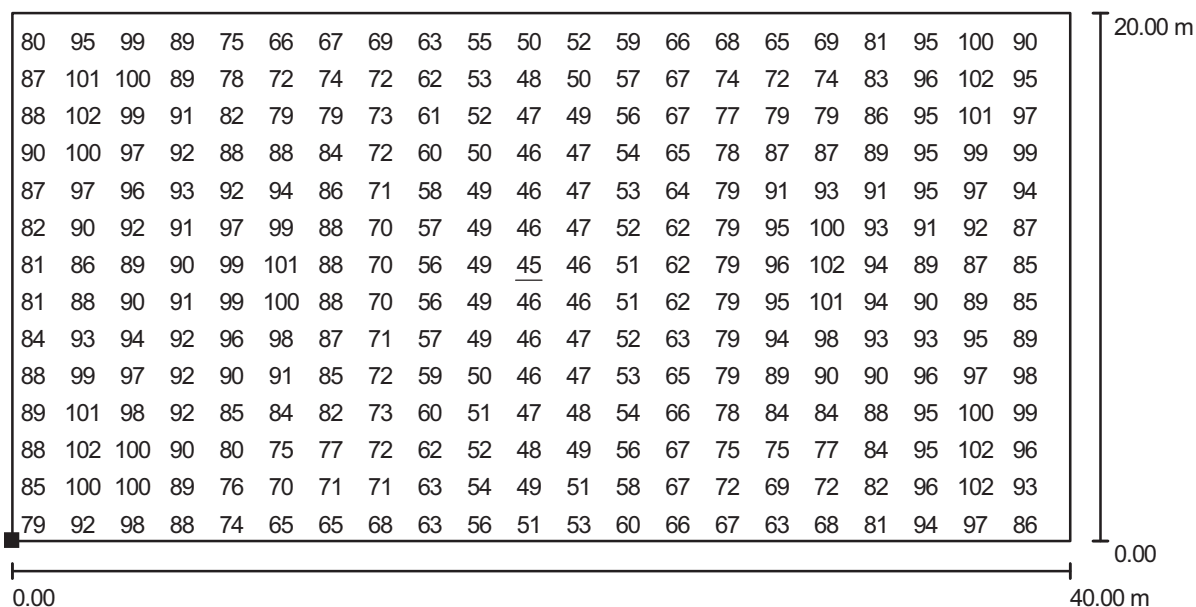 20.00 m
80 95 99 89 75 66 67 69 63 55 50 52 59 66 68 65 69 81 95 100 90
87 101 100 89 78 72 74 72 62 53 48 50 57 67 74 72 74 83 96 102 95
88 102 99 91 82 79 79 73 61 52 47 49 56 67 77 79 79 86 95 101 97
90 100 97 92 88 88 84 72 60 50 46 47 54 65 78 87 87 89 95 99 99
87 97 96 93 92 94 86 71 58 49 46 47 53 64 79 91 93 91 95 97 94
82 90 92 91 97 99 88 70 57 49 46 47 52 62 79 95 100 93 91 92 87
81 86 89 90 99 101 88 70 56 49 45 46 51 62 79 96 102 94 89 87 85
81 88 90 91 99 100 88 70 56 49 46 46 51 62 79 95 101 94 90 89 85
84 93 94 92 96 98 87 71 57 49 46 47 52 63 79 94 98 93 93 95 89
88 99 97 92 90 91 85 72 59 50 46 47 53 65 79 89 90 90 96 97 98
89 101 98 92 85 84 82 73 60 51 47 48 54 66 78 84 84 88 95 100 99
88 102 100 90 80 75 77 72 62 52 48 49 56 67 75 75 77 84 95 102 96
85 100 100 89 76 70 71 71 63 54 49 51 58 67 72 69 72 82 96 102 93
79 92 98 88 74 65 65 68 63 56 51 53 60 66 67 63 68 81 94 97 86
0.00
0.00 40.00 m